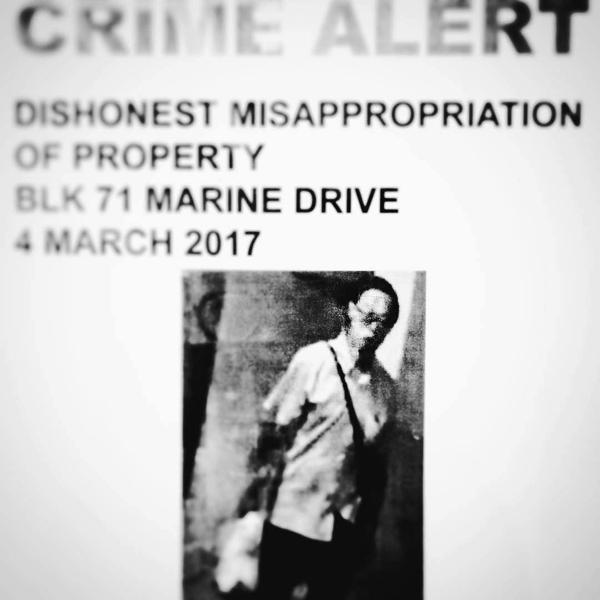 CRIME ALERT
DISHONEST MISAPPROPRIATION
OF PROPERTY
BLK 71 MARINE DRIVE
4 MARCH 2017